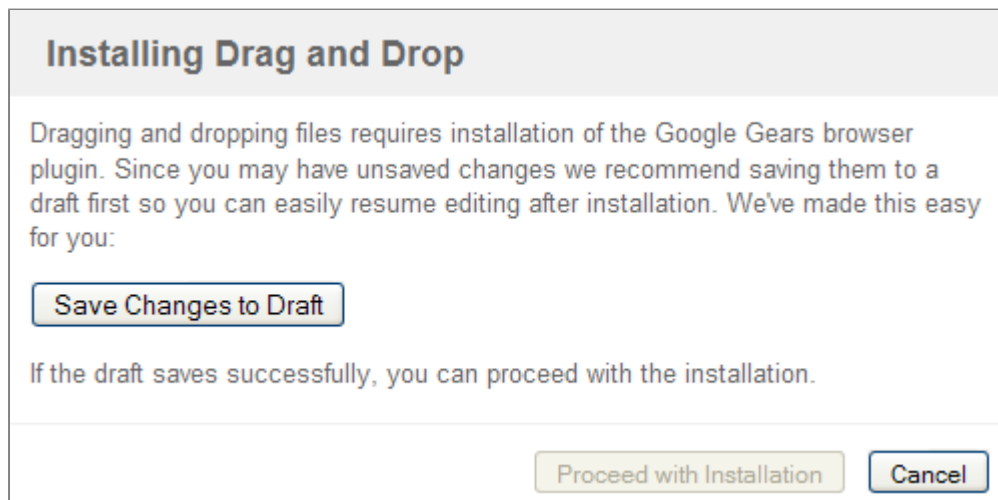 Installing Drag and Drop
Dragging and dropping files requires installation of the Google Gears browser
plugin. Since you may have unsaved changes we recommend saving them to a
draft first so you can easily resume editing after installation. We've made this easy
for you:
Save Changes to Draft
If the draft saves successfully, you can proceed with the installation.
Proceed with Installation
Cancel